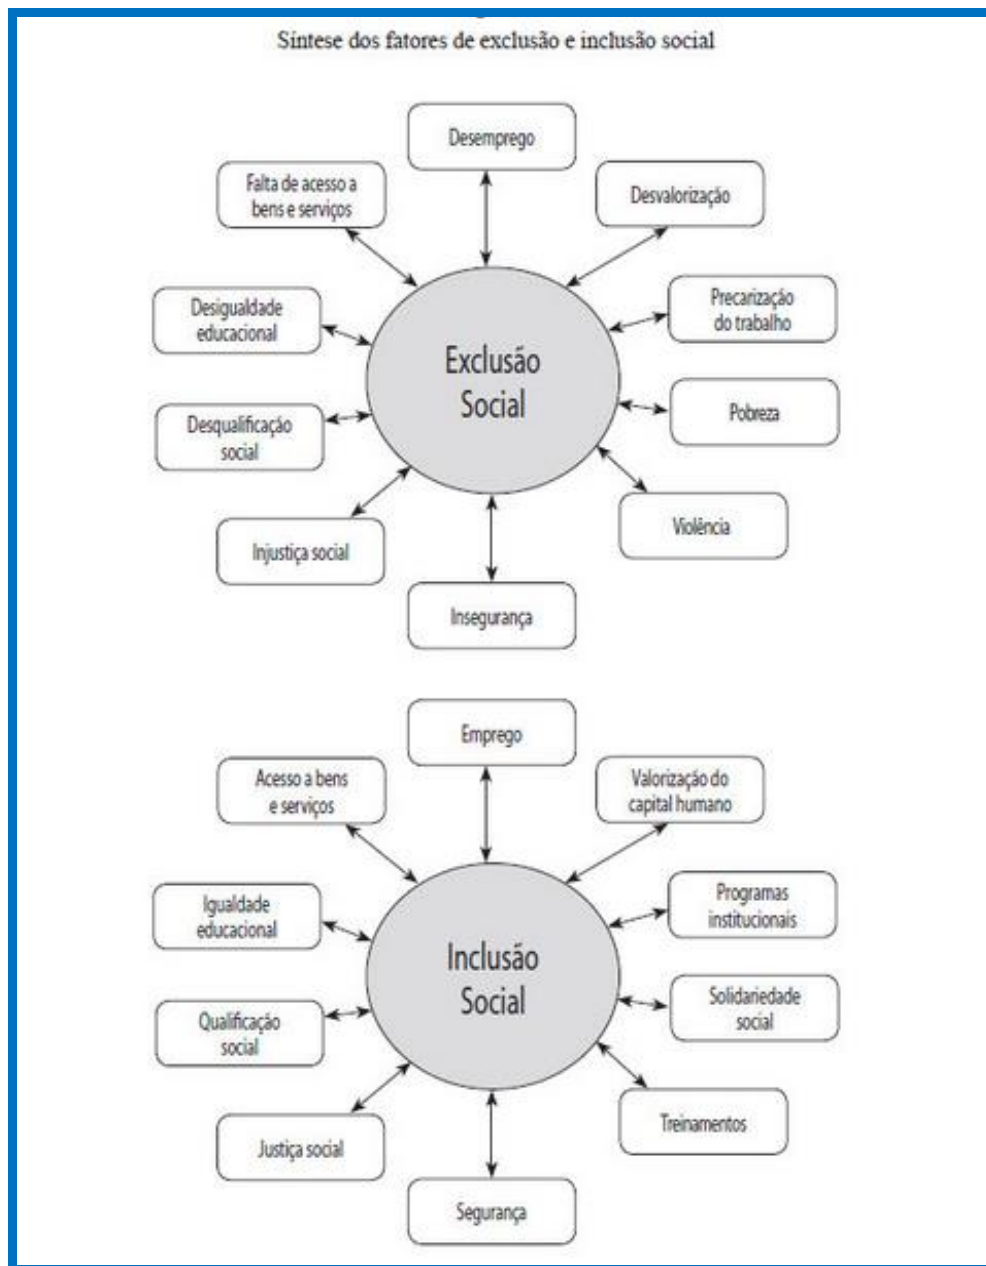 Síntese dos fatores de exclusão e inclusão social
Desemprego
Falta de acesso a
bens e serviços
Desvalorização
Desigualdade
educacional
Precarização
do trabalho
Exclusão
Social
Desqualificação
social
Pobreza
Injustiça social
Violência
Insegurança
Emprego
Acesso a bens
e serviços
Valorização do
capital humano
Igualdade
educacional
Programas
institucionais
Inclusão
Social
Qualificação
social
Solidariedade
social
Justiça social
Treinamentos
Segurança